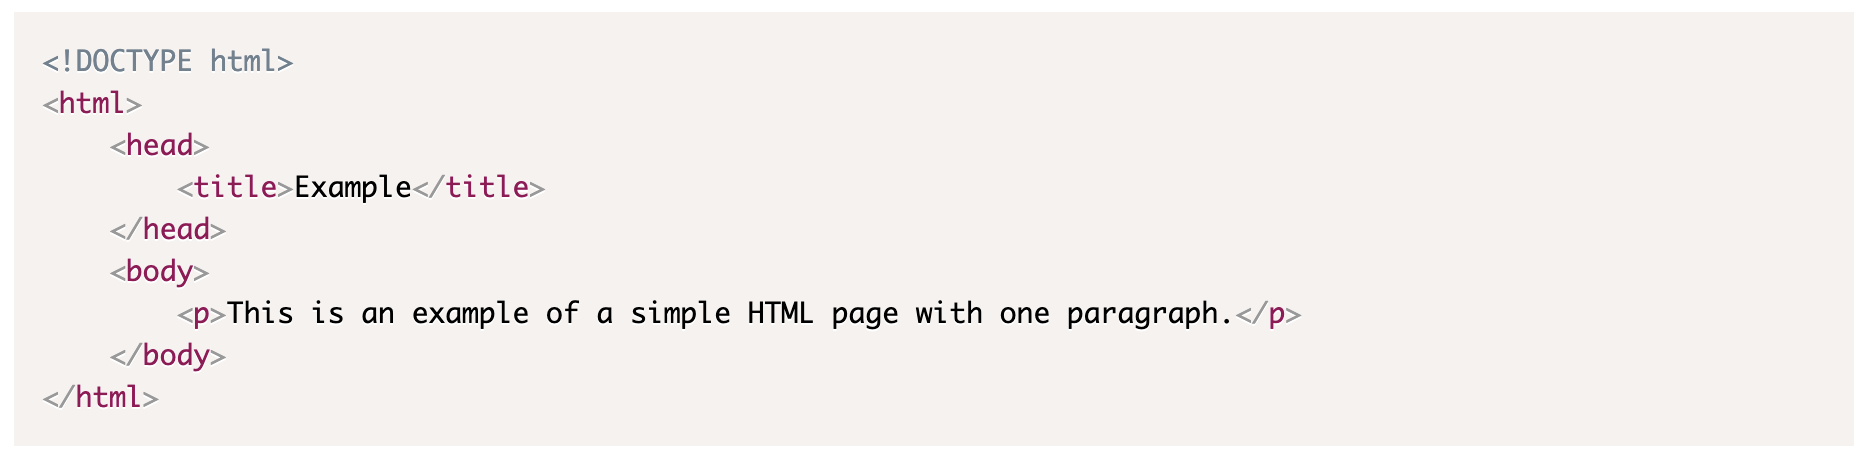 <!DOCTYPE html>
<html>
    <head>
        <title>Example</title>
    </head>
    <body>
        <p>This is an example of a simple HTML page with one paragraph.</p>
    </body>
</html>